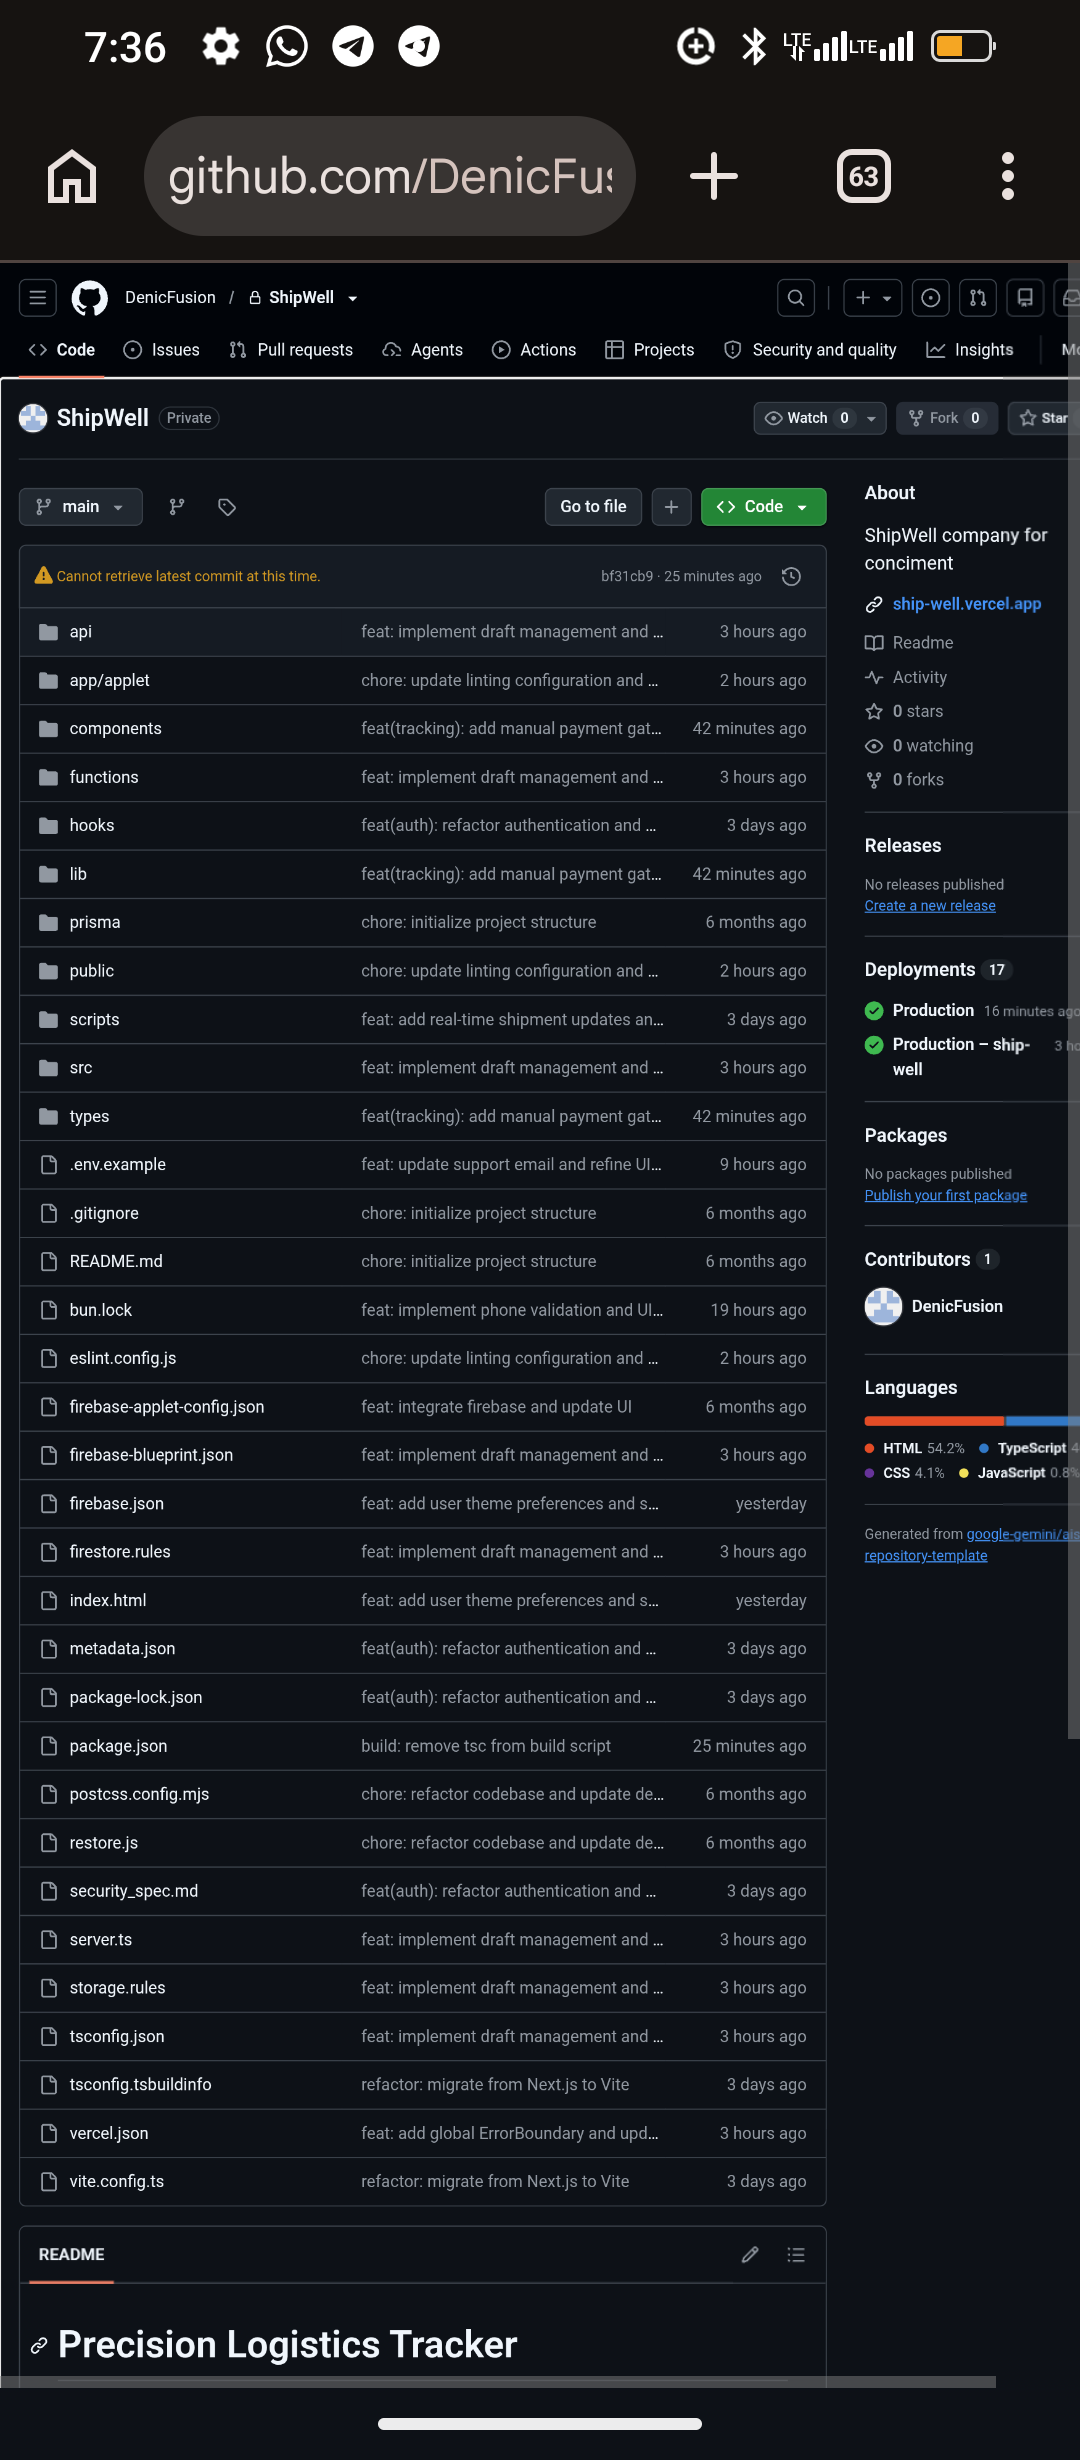 7:36
LTE
LTE
github.com/DenicFus
63
DenicFusion / ShipWell
Code Issues Pull requests Agents Actions Projects Security and quality Insights
ShipWell Private
Watch 0 Fork 0 Star
main
Go to file
Code
Cannot retrieve latest commit at this time. bf31cb9 · 25 minutes ago
api feat: implement draft management and ... 3 hours ago
app/applet chore: update linting configuration and ... 2 hours ago
components feat(tracking): add manual payment gat... 42 minutes ago
functions feat: implement draft management and ... 3 hours ago
hooks feat(auth): refactor authentication and ... 3 days ago
lib feat(tracking): add manual payment gat... 42 minutes ago
prisma chore: initialize project structure 6 months ago
public chore: update linting configuration and ... 2 hours ago
scripts feat: add real-time shipment updates an... 3 days ago
src feat: implement draft management and ... 3 hours ago
types feat(tracking): add manual payment gat... 42 minutes ago
.env.example feat: update support email and refine UI... 9 hours ago
.gitignore chore: initialize project structure 6 months ago
README.md chore: initialize project structure 6 months ago
bun.lock feat: implement phone validation and UI... 19 hours ago
eslint.config.js chore: update linting configuration and ... 2 hours ago
firebase-applet-config.json feat: integrate firebase and update UI 6 months ago
firebase-blueprint.json feat: implement draft management and ... 3 hours ago
firebase.json feat: add user theme preferences and s... yesterday
firestore.rules feat: implement draft management and ... 3 hours ago
index.html feat: add user theme preferences and s... yesterday
metadata.json feat(auth): refactor authentication and ... 3 days ago
package-lock.json feat(auth): refactor authentication and ... 3 days ago
package.json build: remove tsc from build script 25 minutes ago
postcss.config.mjs chore: refactor codebase and update de... 6 months ago
restore.js chore: refactor codebase and update de... 6 months ago
security_spec.md feat(auth): refactor authentication and ... 3 days ago
server.ts feat: implement draft management and ... 3 hours ago
storage.rules feat: implement draft management and ... 3 hours ago
tsconfig.json feat: implement draft management and ... 3 hours ago
tsconfig.tsbuildinfo refactor: migrate from Next.js to Vite 3 days ago
vercel.json feat: add global ErrorBoundary and upd... 3 hours ago
vite.config.ts refactor: migrate from Next.js to Vite 3 days ago
README
Precision Logistics Tracker
About
ShipWell company for
conciment
ship-well.vercel.app
Readme
Activity
0 stars
0 watching
0 forks
Releases
No releases published
Create a new release
Deployments 17
Production 16 minutes ago
Production – ship- 3 ho
well
Packages
No packages published
Publish your first package
Contributors 1
DenicFusion
Languages
HTML 54.2% TypeScript 4
CSS 4.1% JavaScript 0.8%
Generated from google-gemini/ais
repository-template